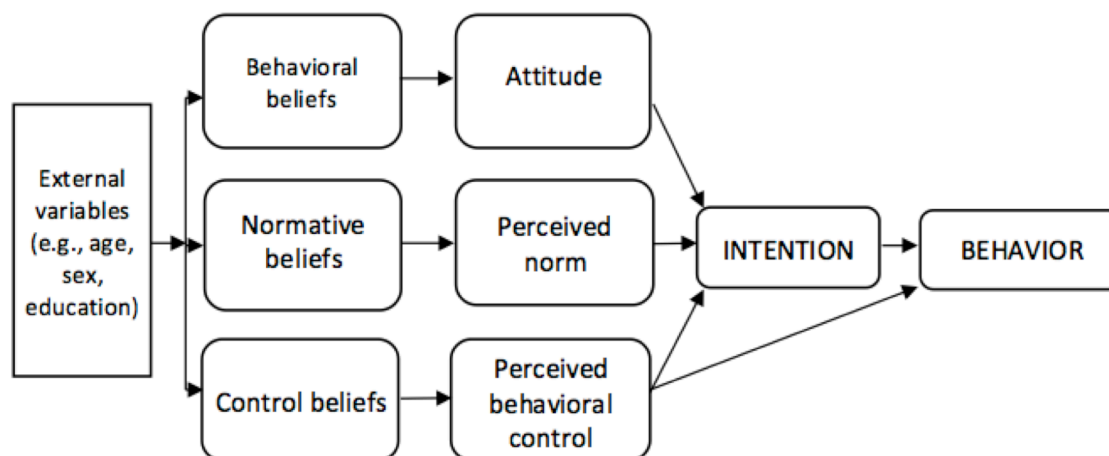 External
variables
(e.g., age,
sex,
education)
Behavioral
beliefs
Attitude
Normative
beliefs
Perceived
norm
Control beliefs
Perceived
behavioral
control
INTENTION
BEHAVIOR